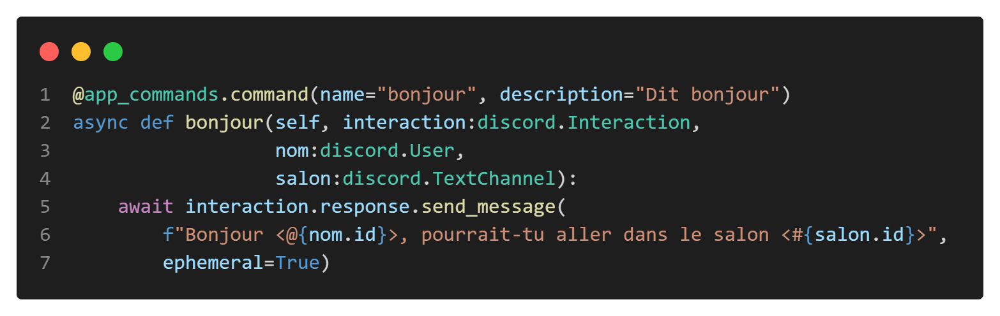 1 @app_commands.command(name="bonjour", description="Dit bonjour")
2 async def bonjour(self, interaction:discord.Interaction,
3                   nom:discord.User,
4                   salon:discord.TextChannel):
5     await interaction.response.send_message(
6         f"Bonjour <@{nom.id}>, pourrait-tu aller dans le salon <#{salon.id}>",
7         ephemeral=True)